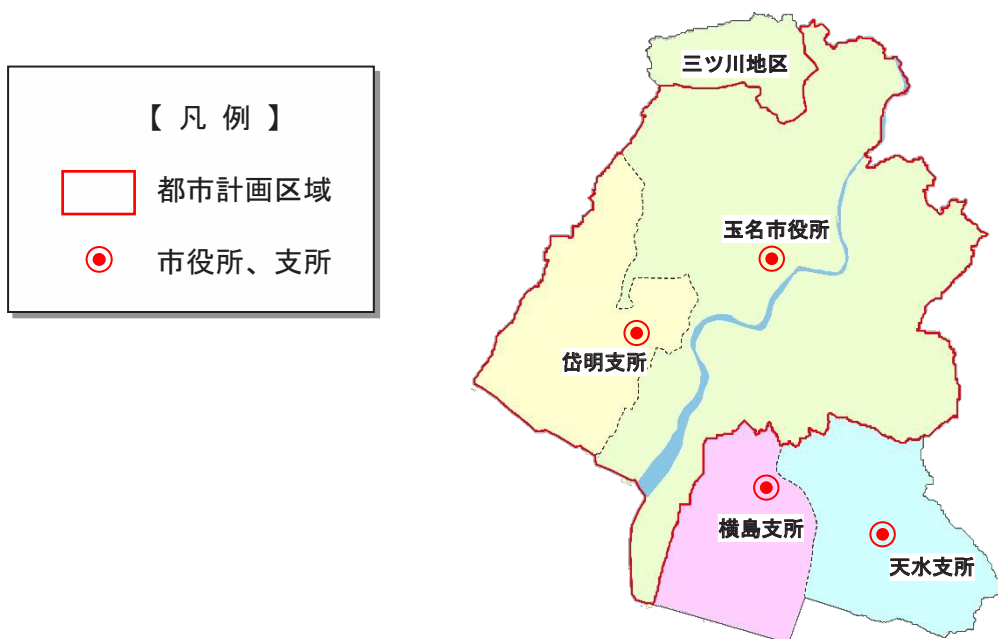 【 凡 例 】
都市計画区域
市役所、支所
三ツ川地区
玉名市役所
岱明支所
横島支所
天水支所